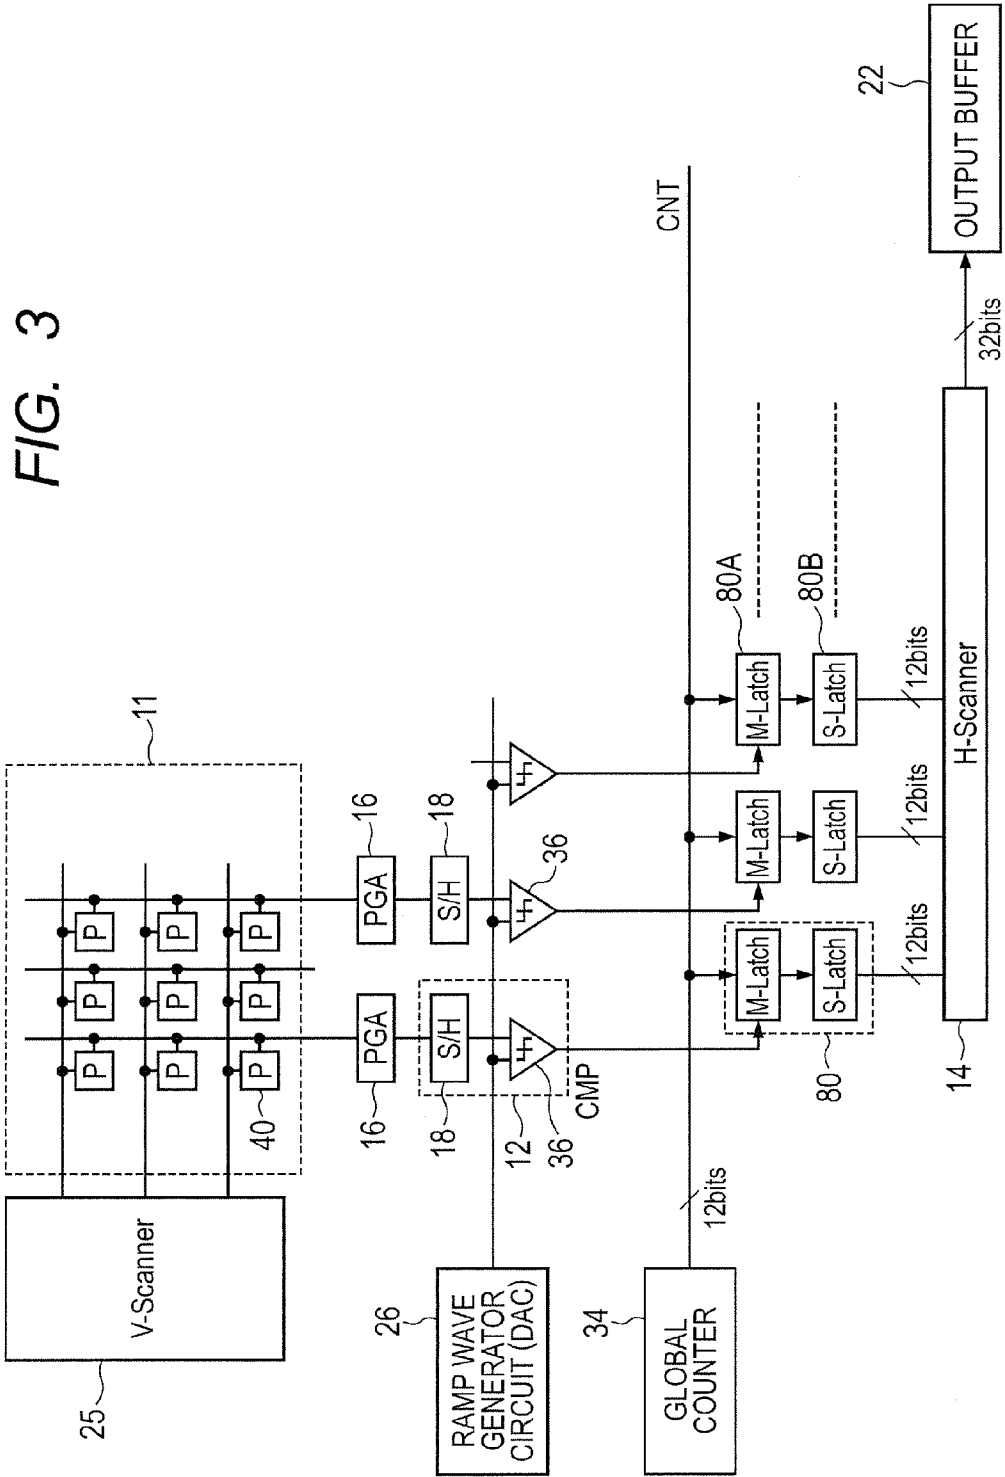 FIG. 3
11
V-Scanner
25
P P P
P P P
P P P
40
PGA
16
PGA
16
S/H
18
S/H
18
12
CMP
36
36
RAMP WAVE
GENERATOR
CIRCUIT (DAC)
26
GLOBAL
COUNTER
34
12bits
CNT
M-Latch
M-Latch
M-Latch
80A
S-Latch
S-Latch
S-Latch
80B
80
12bits
12bits
12bits
H-Scanner
14
32bits
OUTPUT BUFFER
22